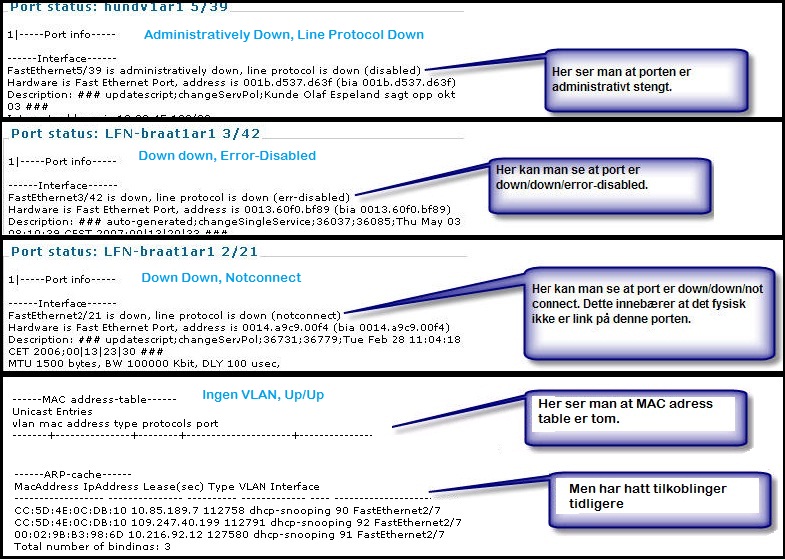 Port status: hundv1ar1 5/39
1|-----Port info-----
Administratively Down, Line Protocol Down
------Interface------
FastEthernet5/39 is administratively down, line protocol is down (disabled)
Hardware is Fast Ethernet Port, address is 001b.d537.d63f (bia 001b.d537.d63f)
Description: ### updatescript;changeServPol;Kunde Olaf Espeland sagt opp okt
03 ###
Her ser man at porten er
administrativt stengt.
Port status: LFN-braat1ar1 3/42
1|-----Port info-----
Down down, Error-Disabled
------Interface------
FastEthernet3/42 is down, line protocol is down (err-disabled)
Hardware is Fast Ethernet Port, address is 0013.60f0.bf89 (bia 0013.60f0.bf89)
Description: ### auto-generated;changeSingleService;36037;36085;Thu May 03
08:10:39 CEST 2007;00|13|20|33 ###
Her kan man se at port er
down/down/error-disabled.
Port status: LFN-braat1ar1 2/21
1|-----Port info-----
Down Down, Notconnect
------Interface------
FastEthernet2/21 is down, line protocol is down (notconnect)
Hardware is Fast Ethernet Port, address is 0014.a9c9.00f4 (bia 0014.a9c9.00f4)
Description: ### updatescript;changeServPol;36731;36779;Tue Feb 28 11:04:18
CET 2006;00|13|23|30 ###
MTU 1500 bytes, BW 100000 Kbit, DLY 100 usec,
Her kan man se at port er down/down/not
connect. Dette innebærer at det fysisk
ikke er link på denne porten.
------MAC address-table------
Ingen VLAN, Up/Up
Unicast Entries
vlan mac address type protocols port
-------+---------------+--------+---------------------+--------------------
Her ser man at MAC adress
table er tom.
------ARP-cache------
MacAddress IpAddress Lease(sec) Type VLAN Interface
------------------ --------------- ---------- ------------- ---- --------------------
CC:5D:4E:0C:DB:10 10.85.189.7 112758 dhcp-snooping 90 FastEthernet2/7
CC:5D:4E:0C:DB:10 109.247.40.199 112791 dhcp-snooping 92 FastEthernet2/7
00:02:9B:B3:98:6D 10.216.92.12 127580 dhcp-snooping 91 FastEthernet2/7
Total number of bindings: 3
Men har hatt tilkoblinger
tidligere